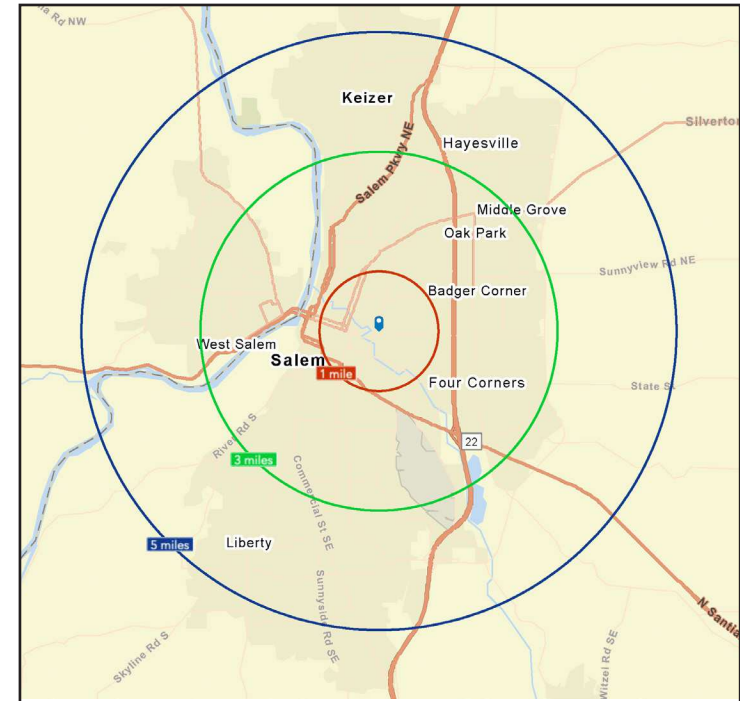 na Rd NW
Keizer
Silverton
Hayesville
Salem Pkwy NE
Middle Grove
Oak Park
Sunnyview Rd NE
Badger Corner
West Salem
Salem
1 mile
Four Corners
State St
River Rd S
22
3 miles
Commercial St SE
5 miles
Liberty
Sunnyside Rd SE
N Santia
Skyline Rd S
Witzel Rd SE